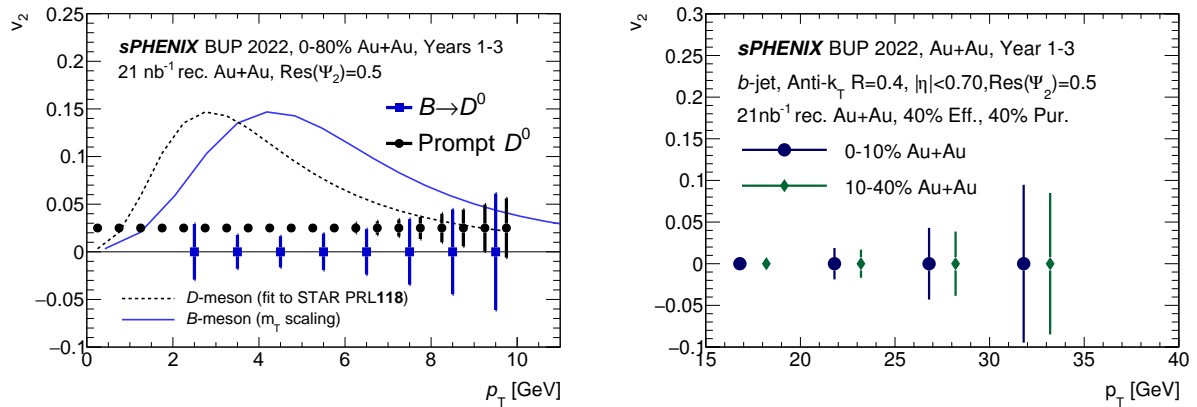 v₂
0.25
0.2
0.15
0.1
0.05
0
−0.05
−0.1
sPHENIX BUP 2022, 0-80% Au+Au, Years 1-3
21 nb⁻¹ rec. Au+Au, Res(Ψ₂)=0.5
B→D⁰
Prompt D⁰
D-meson (fit to STAR PRL118)
B-meson (m_T scaling)
0 2 4 6 8 10
p_T [GeV]
v₂
0.3
0.25
0.2
0.15
0.1
0.05
0
−0.05
−0.1
sPHENIX BUP 2022, Au+Au, Year 1-3
b-jet, Anti-k_T R=0.4, |η|<0.70,Res(Ψ₂)=0.5
21nb⁻¹ rec. Au+Au, 40% Eff., 40% Pur.
0-10% Au+Au
10-40% Au+Au
15 20 25 30 35 40
p_T [GeV]